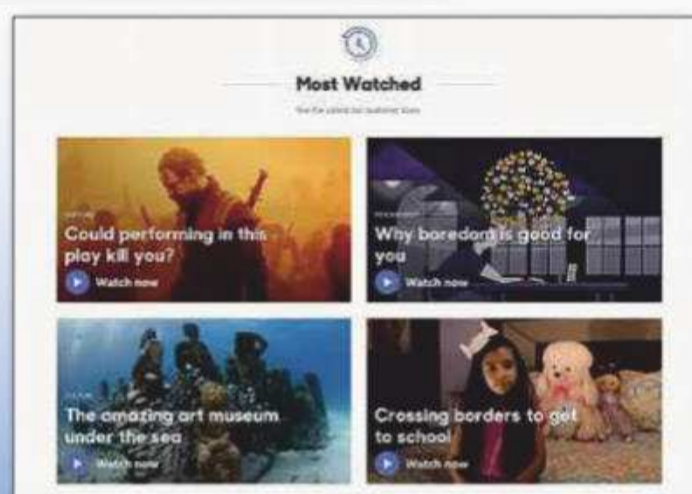 Most Watched
Could performing in this
play kill you?
Watch now
Why boredom is good for
you
Watch now
The amazing art museum
under the sea
Watch now
Crossing borders to get
to school
Watch now